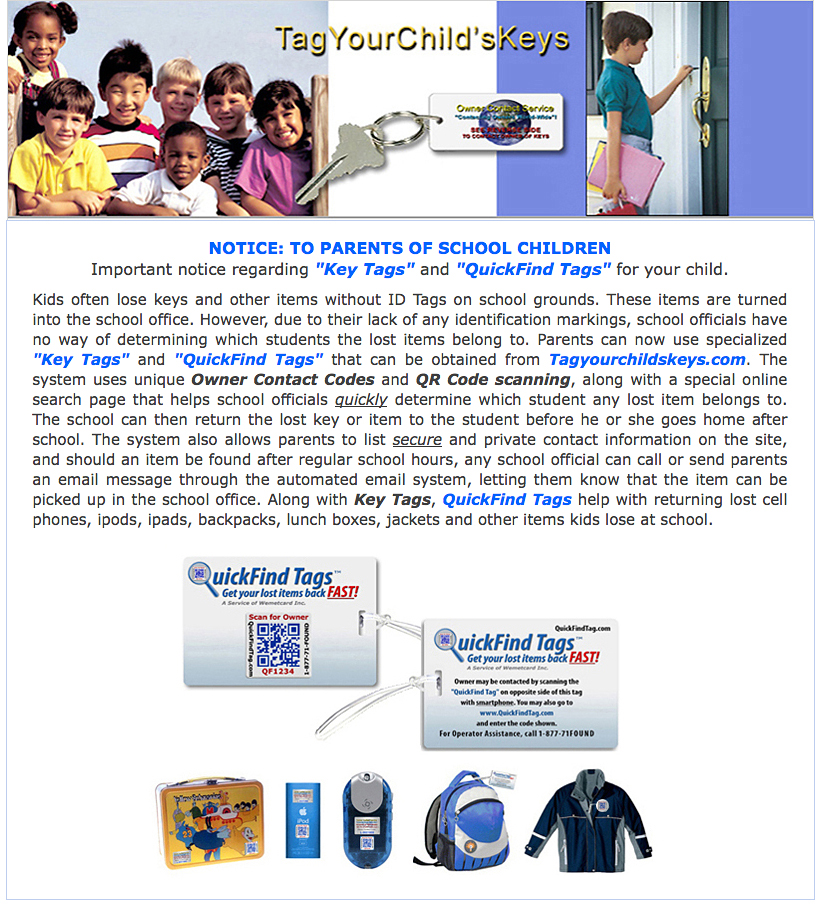 TagYourChild'sKeys
Owner Contact Service
SEE REVERSE SIDE
TO CONTACT OWNER OF KEYS
NOTICE: TO PARENTS OF SCHOOL CHILDREN
Important notice regarding "Key Tags" and "QuickFind Tags" for your child.
Kids often lose keys and other items without ID Tags on school grounds. These items are turned
into the school office. However, due to their lack of any identification markings, school officials have
no way of determining which students the lost items belong to. Parents can now use specialized
"Key Tags" and "QuickFind Tags" that can be obtained from Tagyourchildskeys.com. The
system uses unique Owner Contact Codes and QR Code scanning, along with a special online
search page that helps school officials quickly determine which student any lost item belongs to.
The school can then return the lost key or item to the student before he or she goes home after
school. The system also allows parents to list secure and private contact information on the site,
and should an item be found after regular school hours, any school official can call or send parents
an email message through the automated email system, letting them know that the item can be
picked up in the school office. Along with Key Tags, QuickFind Tags help with returning lost cell
phones, ipods, ipads, backpacks, lunch boxes, jackets and other items kids lose at school.
QuickFind Tags™
Get your lost items back FAST!
A Service of Wemetcard Inc.
Scan for Owner
QuickFindTag.com
1-877-71-FOUND
QF1234
QuickFindTag.com
QuickFind Tags™
Get your lost items back FAST!
A Service of Wemetcard Inc.
Owner may be contacted by scanning the
"QuickFind Tag" on opposite side of this tag
with smartphone. You may also go to
www.QuickFindTag.com
and enter the code shown.
For Operator Assistance, call 1-877-71FOUND
iPod